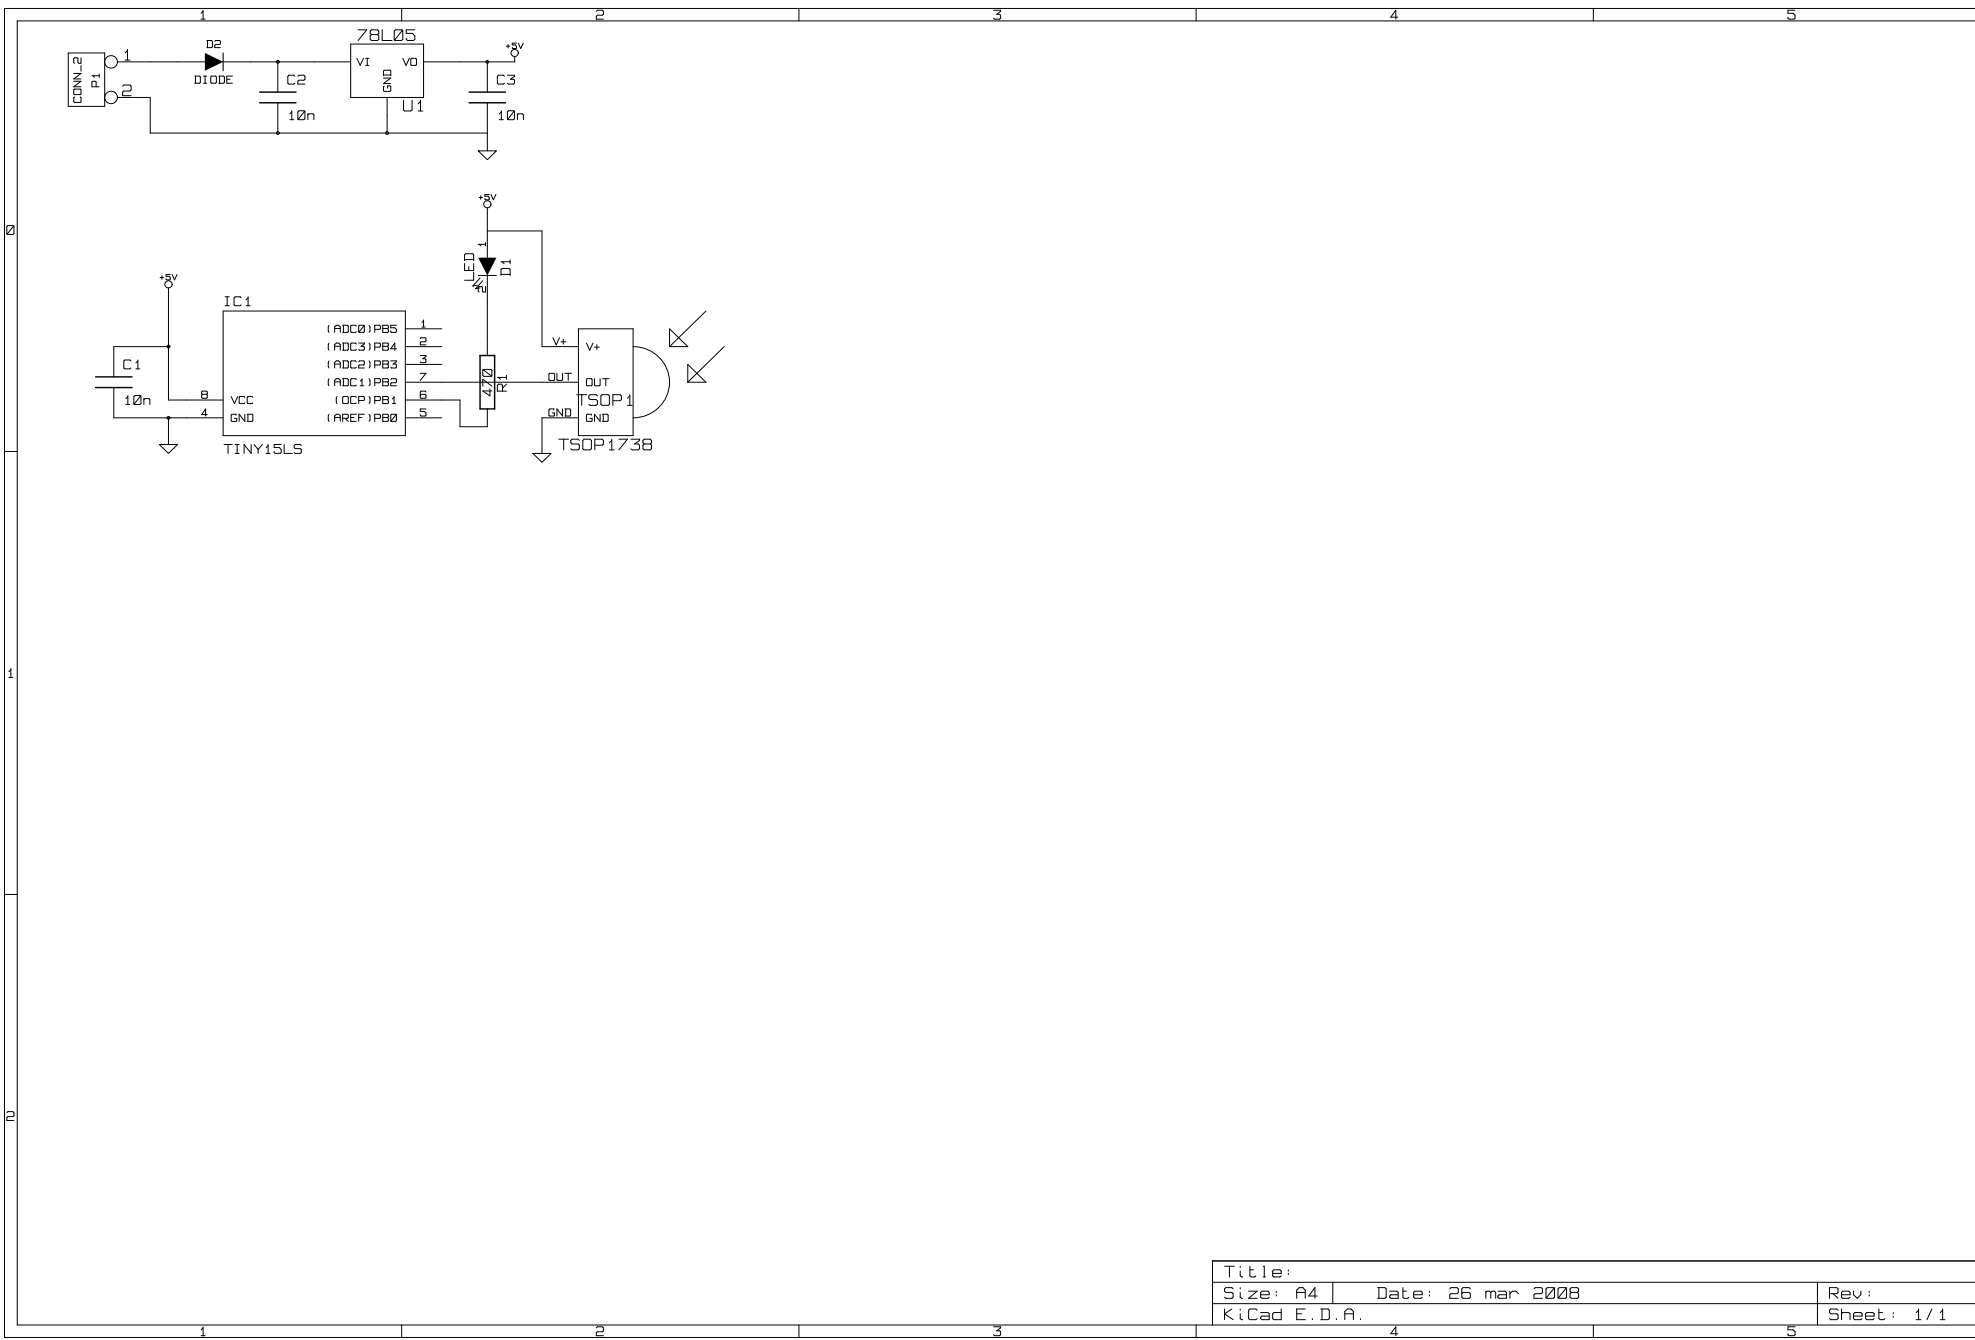 1 2 3 4 5
78L05
D2
+5V
CONN_2
P1
1
2
DIODE
VI VO
GND
U1
C2
10n
C3
10n
+5V
0
1
LED
D1
2
+5V
IC1
(ADC0)PB5 1
(ADC3)PB4 2
(ADC2)PB3 3
(ADC1)PB2 7
(OCP)PB1 6
(AREF)PB0 5
8 VCC
4 GND
C1
10n
470
R1
V+ V+
OUT OUT
TSOP1
GND GND
TSOP1738
TINY15LS
1
2
Title:
Size: A4 Date: 26 mar 2008 Rev:
KiCad E.D.A. Sheet: 1/1
1 2 3 4 5